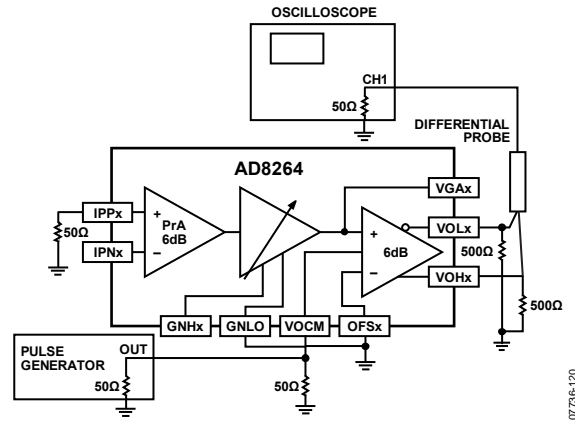 OSCILLOSCOPE
CH1
50Ω
DIFFERENTIAL
PROBE
AD8264
VGAx
IPPx
+
PrA
6dB
–
50Ω
IPNx
+
6dB
–
VOLx
500Ω
VOHx
500Ω
GNHx
GNLO
VOCM
OFSx
PULSE
GENERATOR
OUT
50Ω
50Ω
07736-120